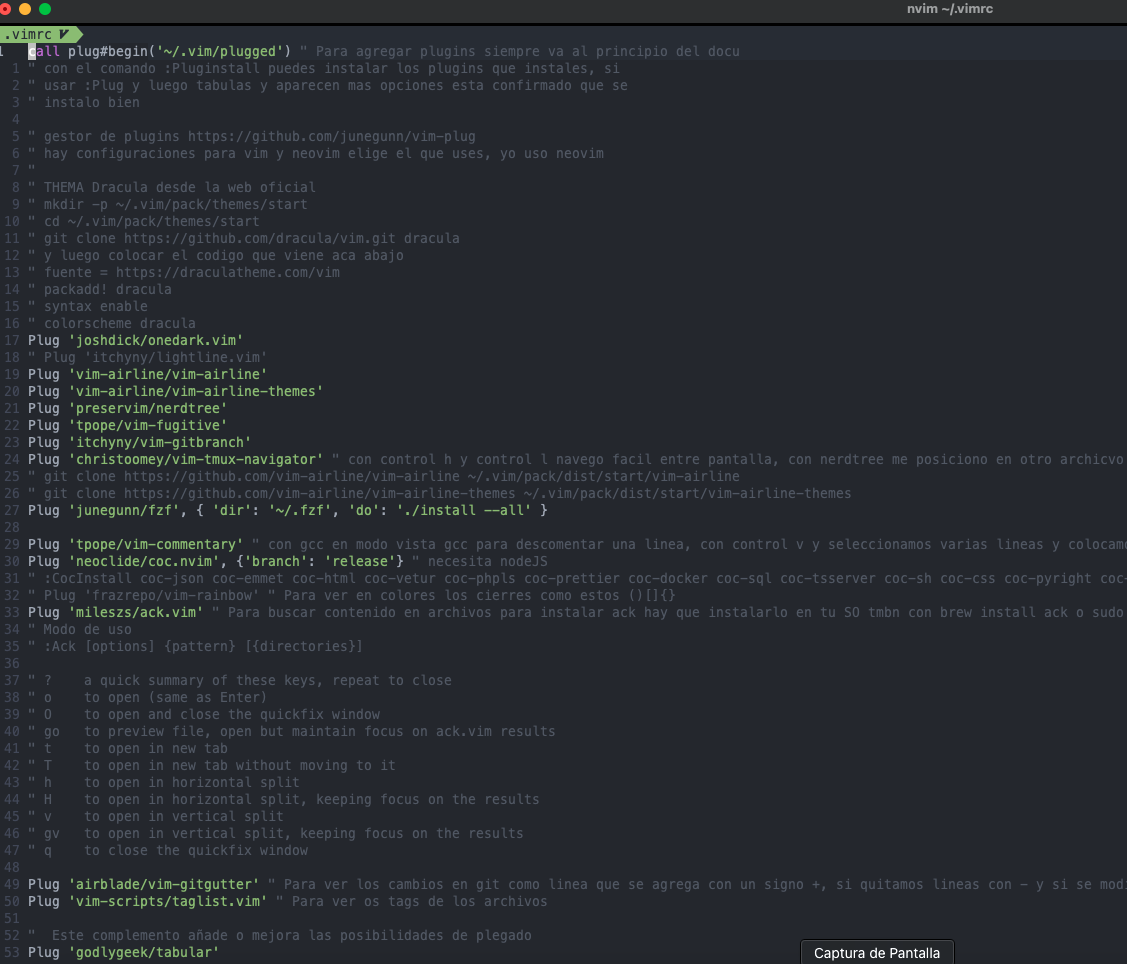 nvim ~/.vimrc
.vimrc
1 call plug#begin('~/.vim/plugged') " Para agregar plugins siempre va al principio del docu
1 " con el comando :Pluginstall puedes instalar los plugins que instales, si
2 " usar :Plug y luego tabulas y aparecen mas opciones esta confirmado que se
3 " instalo bien
4
5 " gestor de plugins https://github.com/junegunn/vim-plug
6 " hay configuraciones para vim y neovim elige el que uses, yo uso neovim
7 "
8 " THEMA Dracula desde la web oficial
9 " mkdir -p ~/.vim/pack/themes/start
10 " cd ~/.vim/pack/themes/start
11 " git clone https://github.com/dracula/vim.git dracula
12 " y luego colocar el codigo que viene aca abajo
13 " fuente = https://draculatheme.com/vim
14 " packadd! dracula
15 " syntax enable
16 " colorscheme dracula
17 Plug 'joshdick/onedark.vim'
18 " Plug 'itchyny/lightline.vim'
19 Plug 'vim-airline/vim-airline'
20 Plug 'vim-airline/vim-airline-themes'
21 Plug 'preservim/nerdtree'
22 Plug 'tpope/vim-fugitive'
23 Plug 'itchyny/vim-gitbranch'
24 Plug 'christoomey/vim-tmux-navigator' " con control h y control l navego facil entre pantalla, con nerdtree me posiciono en otro archicvo
25 " git clone https://github.com/vim-airline/vim-airline ~/.vim/pack/dist/start/vim-airline
26 " git clone https://github.com/vim-airline/vim-airline-themes ~/.vim/pack/dist/start/vim-airline-themes
27 Plug 'junegunn/fzf', { 'dir': '~/.fzf', 'do': './install --all' }
28
29 Plug 'tpope/vim-commentary' " con gcc en modo vista gcc para descomentar una linea, con control v y seleccionamos varias lineas y colocamo
30 Plug 'neoclide/coc.nvim', {'branch': 'release'} " necesita nodeJS
31 " :CocInstall coc-json coc-emmet coc-html coc-vetur coc-phpls coc-prettier coc-docker coc-sql coc-tsserver coc-sh coc-css coc-pyright coc-
32 " Plug 'frazrepo/vim-rainbow' " Para ver en colores los cierres como estos ()[]{}
33 Plug 'mileszs/ack.vim' " Para buscar contenido en archivos para instalar ack hay que instalarlo en tu SO tmbn con brew install ack o sudo
34 " Modo de uso
35 " :Ack [options] {pattern} [{directories}]
36
37 " ?    a quick summary of these keys, repeat to close
38 " o    to open (same as Enter)
39 " O    to open and close the quickfix window
40 " go   to preview file, open but maintain focus on ack.vim results
41 " t    to open in new tab
42 " T    to open in new tab without moving to it
43 " h    to open in horizontal split
44 " H    to open in horizontal split, keeping focus on the results
45 " v    to open in vertical split
46 " gv   to open in vertical split, keeping focus on the results
47 " q    to close the quickfix window
48
49 Plug 'airblade/vim-gitgutter' " Para ver los cambios en git como linea que se agrega con un signo +, si quitamos lineas con - y si se modi
50 Plug 'vim-scripts/taglist.vim' " Para ver os tags de los archivos
51
52 "  Este complemento añade o mejora las posibilidades de plegado
53 Plug 'godlygeek/tabular'
Captura de Pantalla